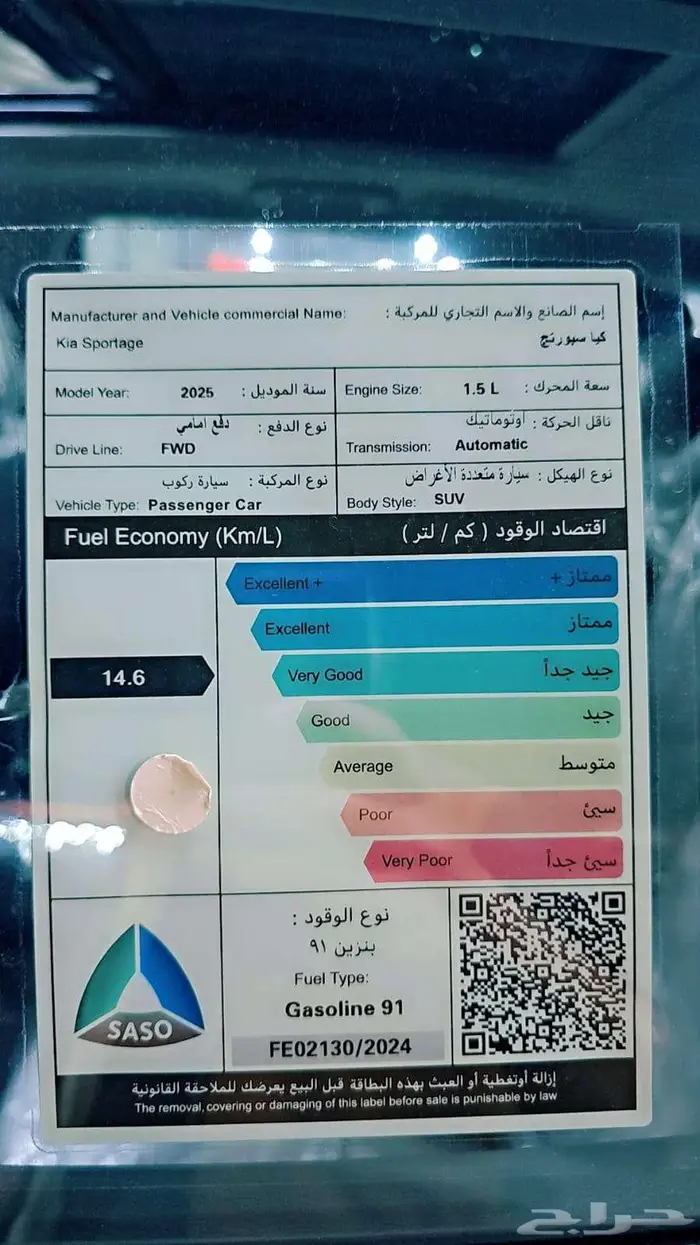 Manufacturer and Vehicle commercial Name: إسم الصانع والاسم التجاري للمركبة :
Kia Sportage كيا سبورتج
Model Year: 2025 سنة الموديل :
Engine Size: 1.5 L سعة المحرك :
نوع الدفع : دفع امامي
Drive Line: FWD
ناقل الحركة : أوتوماتيك
Transmission: Automatic
نوع المركبة : سيارة ركوب
Vehicle Type: Passenger Car
نوع الهيكل : سيارة متعددة الأغراض
Body Style: SUV
Fuel Economy (Km/L) اقتصاد الوقود ( كم / لتر )
Excellent + ممتاز +
Excellent ممتاز
14.6
Very Good جيد جداً
Good جيد
Average متوسط
Poor سيئ
Very Poor سيئ جداً
SASO
نوع الوقود :
بنزين ٩١
Fuel Type:
Gasoline 91
FE02130/2024
إزالة أوتغطية أو العبث بهذه البطاقة قبل البيع يعرضك للملاحقة القانونية
The removal, covering or damaging of this label before sale is punishable by law
حراج